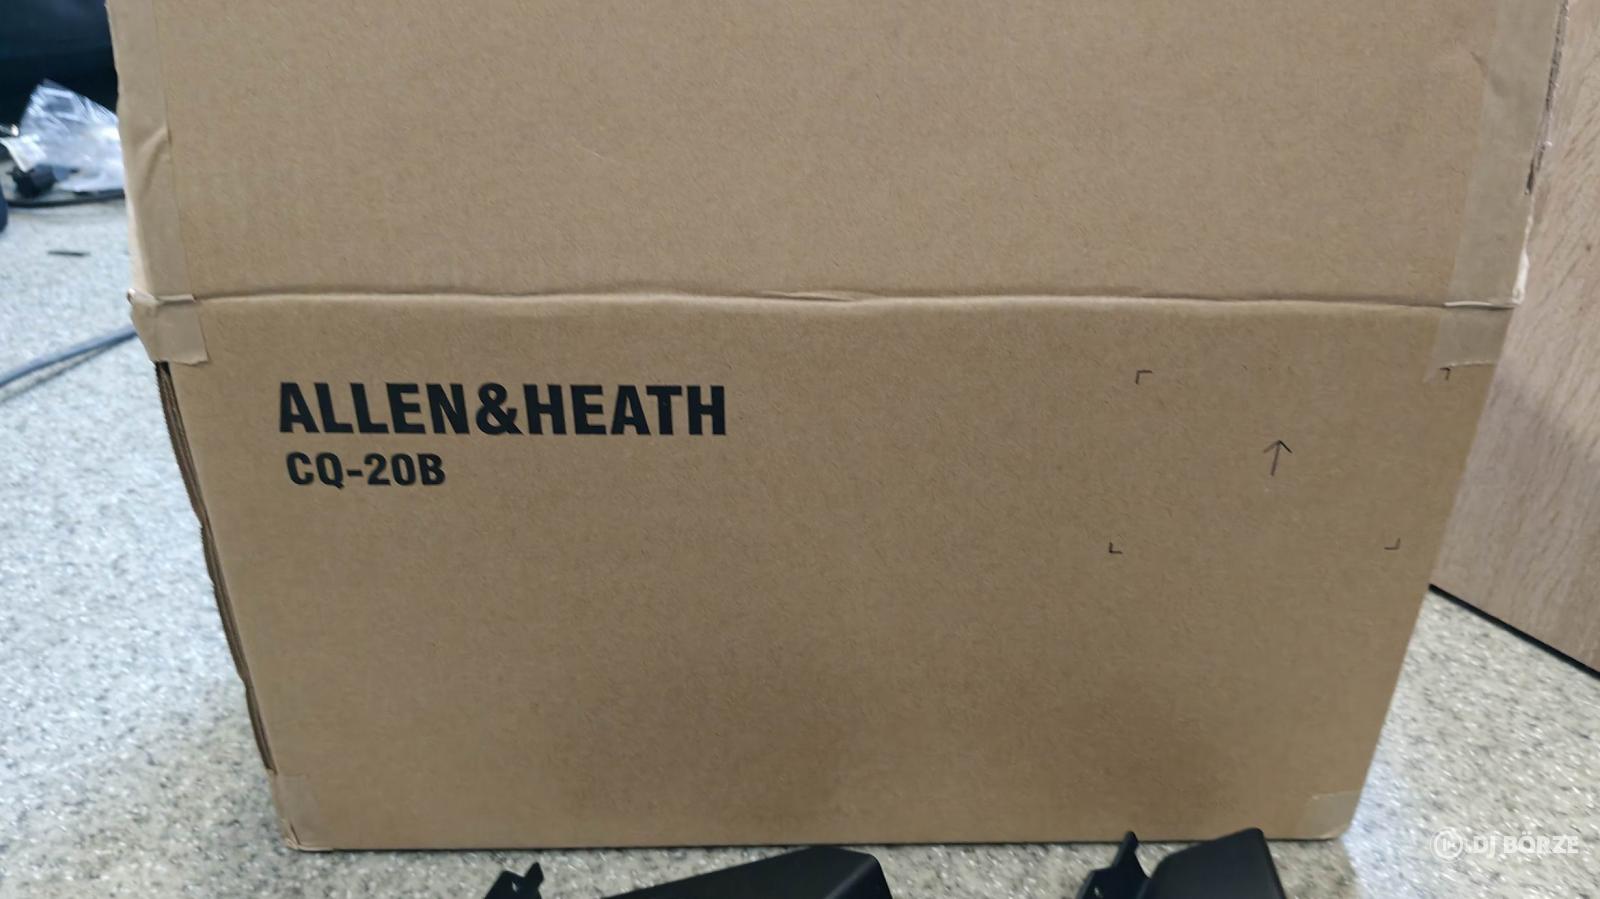 ALLEN&HEATH
CQ-20B
DJ BÖRZE